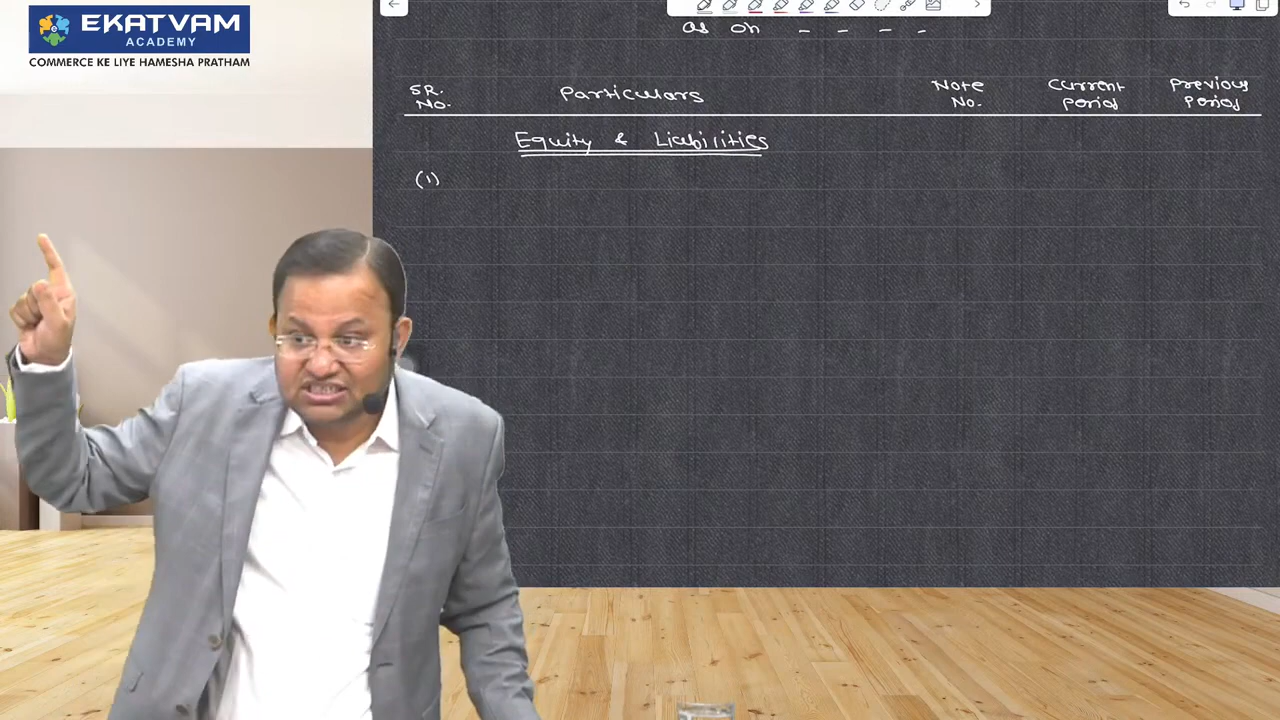 EKATVAM
ACADEMY
COMMERCE KE LIYE HAMESHA PRATHAM
as on - - - -
SR. No. Particulars Note No. Current Period Previous Period
Equity & Liabilities
(1)